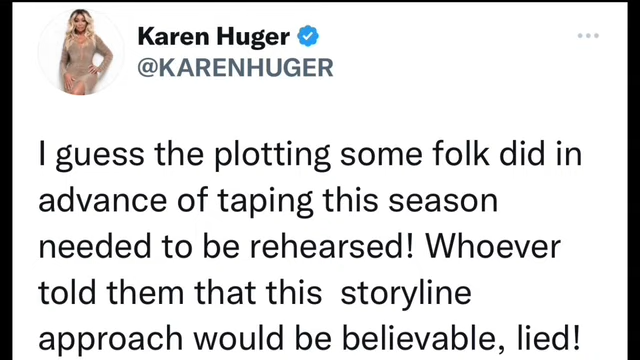 Karen Huger
@KARENHUGER
I guess the plotting some folk did in
advance of taping this season
needed to be rehearsed! Whoever
told them that this  storyline
approach would be believable, lied!